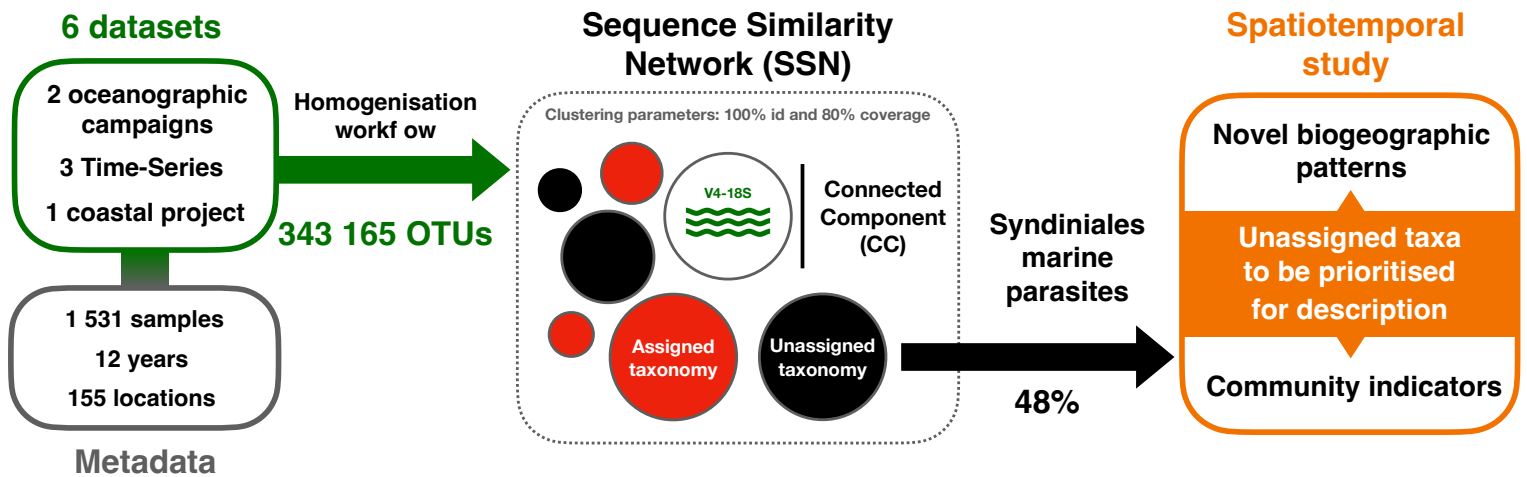 6 datasets
2 oceanographic
campaigns
3 Time-Series
1 coastal project
1 531 samples
12 years
155 locations
Metadata
Homogenisation
workf ow
343 165 OTUs
Sequence Similarity
Network (SSN)
Clustering parameters: 100% id and 80% coverage
V4-18S
Connected
Component
(CC)
Assigned
taxonomy
Unassigned
taxonomy
Syndiniales
marine
parasites
48%
Spatiotemporal
study
Novel biogeographic
patterns
Unassigned taxa
to be prioritised
for description
Community indicators